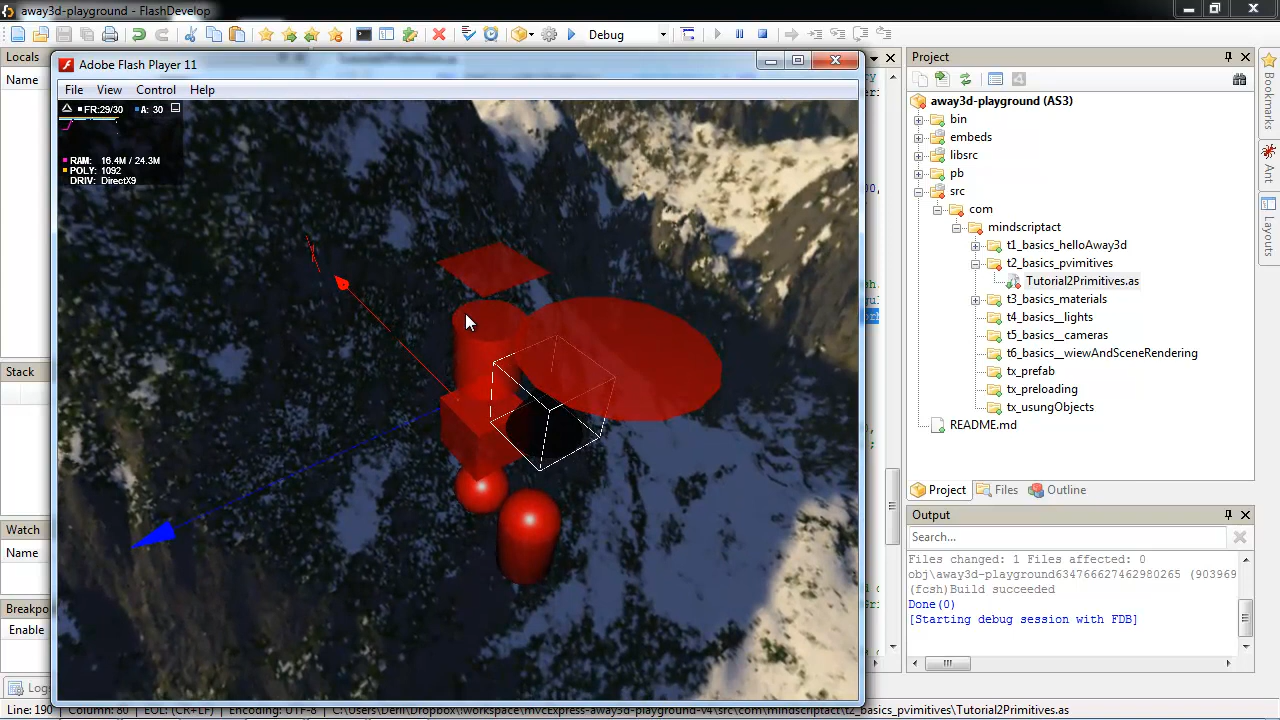 away3d-playground - FlashDevelop
Debug
Locals
Name
Stack
Watch
Name
Name
Enable
Adobe Flash Player 11
File View Control Help
FR: 29/30 A: 30
RAM: 16.4M / 24.3M
POLY: 1092
DRIV: DirectX9
Project
away3d-playground (AS3)
bin
embeds
libsrc
pb
src
com
mindscriptact
t1_basics_helloAway3d
t2_basics_pvimitives
Tutorial2Primitives.as
t3_basics_materials
t4_basics__lights
t5_basics__cameras
t6_basics__wiewAndSceneRendering
tx_prefab
tx_preloading
tx_usungObjects
README.md
Project Files Outline
Output
Search...
Files changed: 1 Files affected: 0
obj\away3d-playground634766627462980265 (903969
(fcsh)Build succeeded
Done(0)
[Starting debug session with FDB]
Bookmarks
Ant
Layouts
Line: 190 Column: 80 EOL: (CR+LF) Encoding: UTF-8